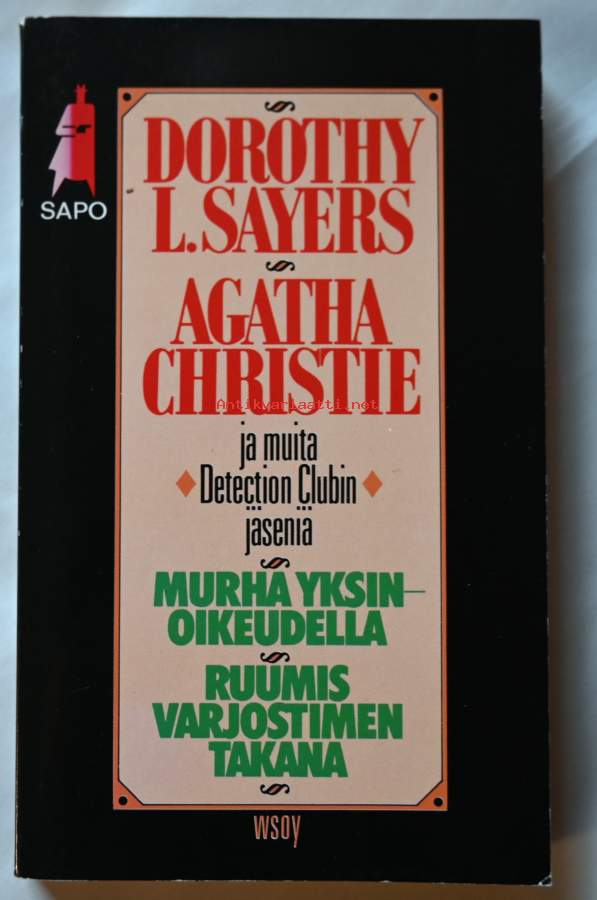 SAPO
DOROTHY
L. SAYERS
AGATHA
CHRISTIE
Antikvariaatti.net
ja muita
Detection Clubin
jäseniä
MURHA YKSIN-
OIKEUDELLA
RUUMIS
VARJOSTIMEN
TAKANA
wsoy